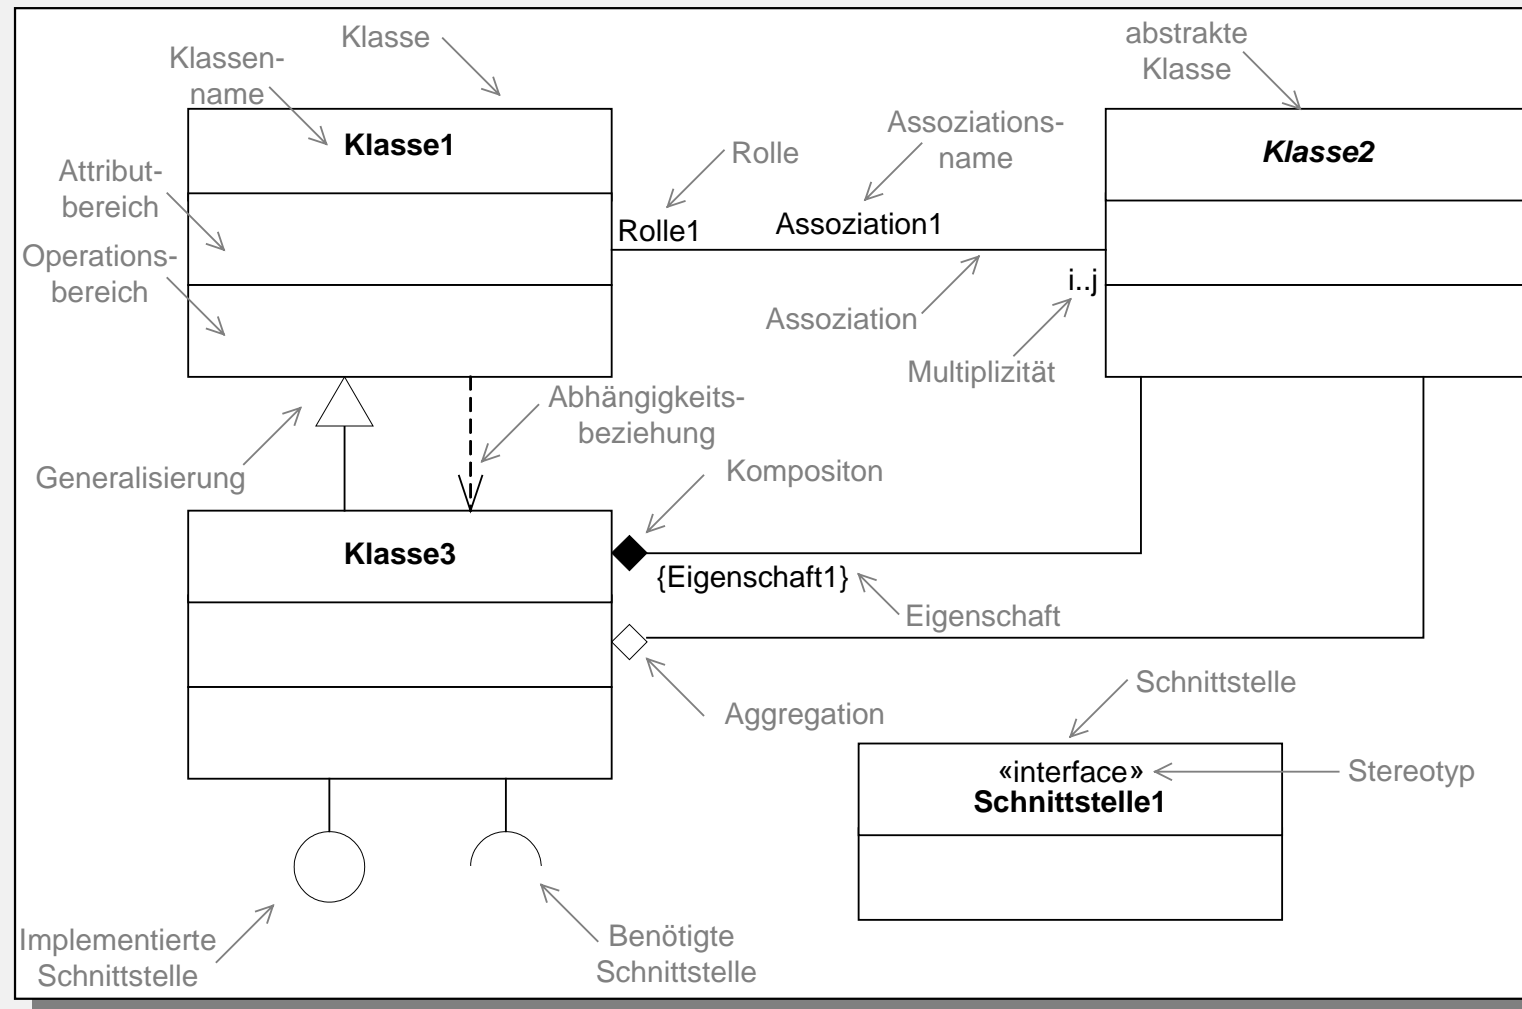 Klasse
abstrakte
Klasse
Klassen-
name
Klasse1
Assoziations-
name
Rolle
Klasse2
Attribut-
bereich
Rolle1
Assoziation1
Operations-
bereich
i..j
Assoziation
Multiplizität
Abhängigkeits-
beziehung
Generalisierung
Kompositon
Klasse3
{Eigenschaft1}
Eigenschaft
Schnittstelle
Aggregation
«interface»
Schnittstelle1
Stereotyp
Implementierte
Schnittstelle
Benötigte
Schnittstelle